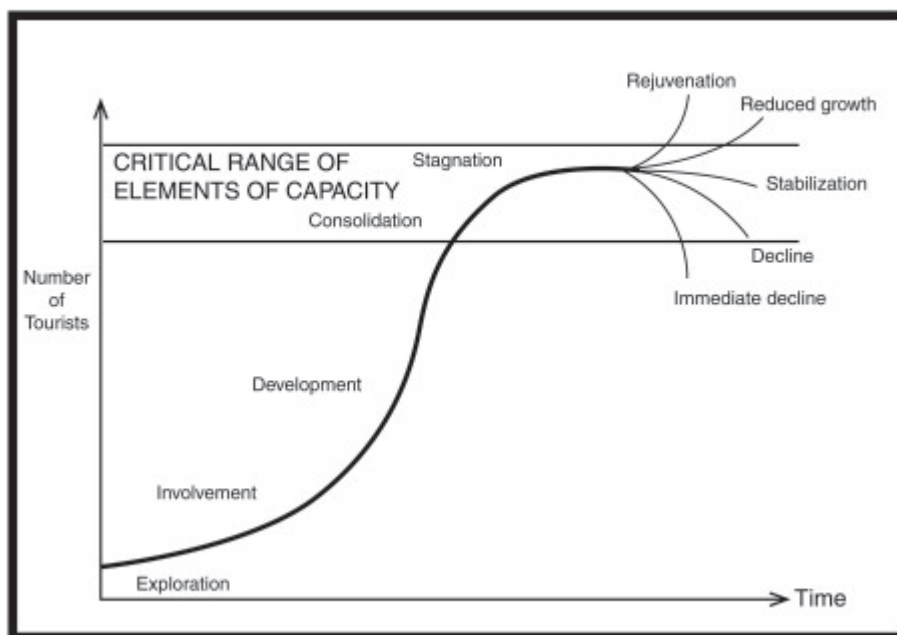 Rejuvenation
Reduced growth
CRITICAL RANGE OF
ELEMENTS OF CAPACITY
Stagnation
Stabilization
Consolidation
Decline
Number
of
Tourists
Immediate decline
Development
Involvement
Exploration
Time